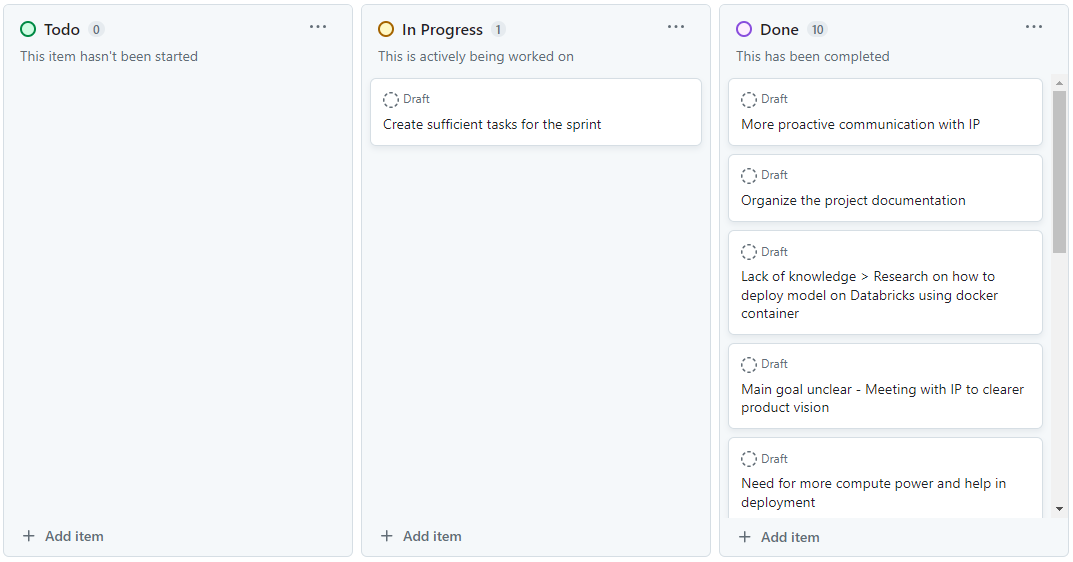 Todo 0
This item hasn't been started
+ Add item
In Progress 1
This is actively being worked on
Draft
Create sufficient tasks for the sprint
+ Add item
Done 10
This has been completed
Draft
More proactive communication with IP
Draft
Organize the project documentation
Draft
Lack of knowledge > Research on how to
deploy model on Databricks using docker
container
Draft
Main goal unclear - Meeting with IP to clearer
product vision
Draft
Need for more compute power and help in
deployment
+ Add item